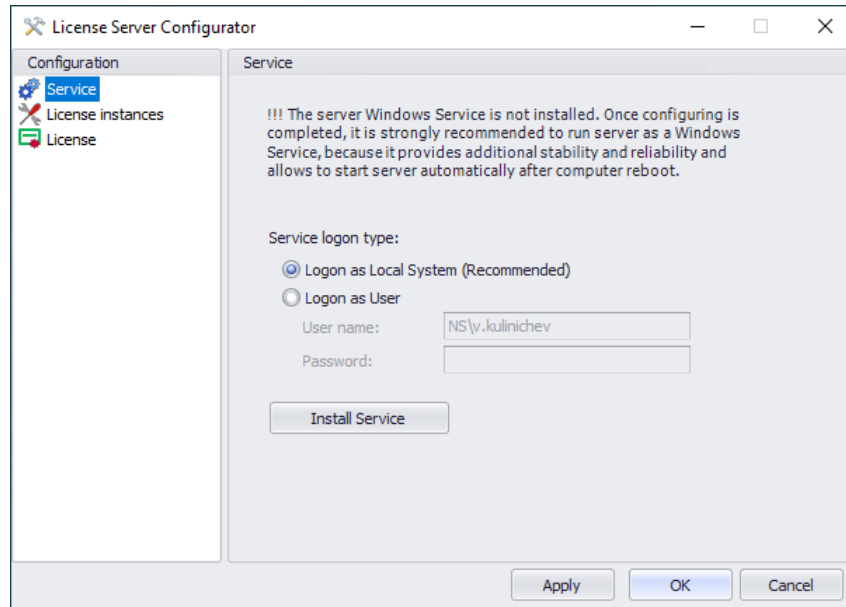 License Server Configurator
Configuration
Service
License instances
License
Service
!!! The server Windows Service is not installed. Once configuring is
completed, it is strongly recommended to run server as a Windows
Service, because it provides additional stability and reliability and
allows to start server automatically after computer reboot.
Service logon type:
Logon as Local System (Recommended)
Logon as User
User name: NS\v.kulinichev
Password:
Install Service
Apply OK Cancel